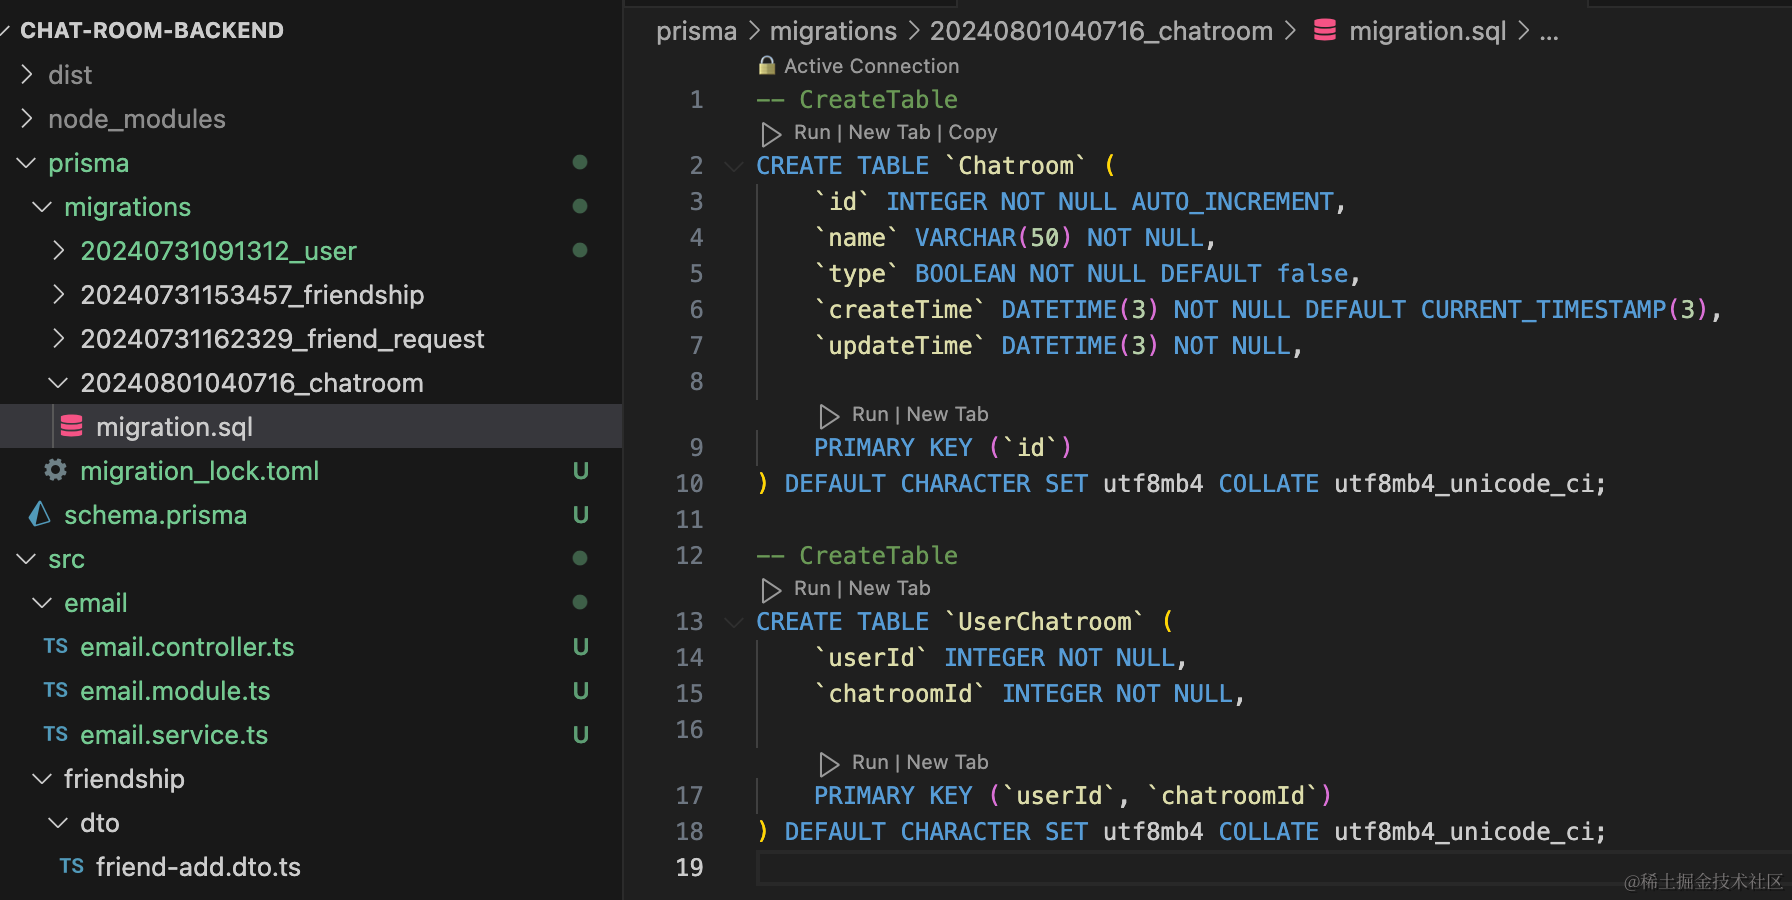 CHAT-ROOM-BACKEND
dist
node_modules
prisma
migrations
20240731091312_user
20240731153457_friendship
20240731162329_friend_request
20240801040716_chatroom
migration.sql
migration_lock.toml U
schema.prisma U
src
email
TS email.controller.ts U
TS email.module.ts U
TS email.service.ts U
friendship
dto
TS friend-add.dto.ts
prisma > migrations > 20240801040716_chatroom > migration.sql > ...
Active Connection
1 -- CreateTable
Run | New Tab | Copy
2 CREATE TABLE `Chatroom` (
3 `id` INTEGER NOT NULL AUTO_INCREMENT,
4 `name` VARCHAR(50) NOT NULL,
5 `type` BOOLEAN NOT NULL DEFAULT false,
6 `createTime` DATETIME(3) NOT NULL DEFAULT CURRENT_TIMESTAMP(3),
7 `updateTime` DATETIME(3) NOT NULL,
8
Run | New Tab
9 PRIMARY KEY (`id`)
10 ) DEFAULT CHARACTER SET utf8mb4 COLLATE utf8mb4_unicode_ci;
11
12 -- CreateTable
Run | New Tab
13 CREATE TABLE `UserChatroom` (
14 `userId` INTEGER NOT NULL,
15 `chatroomId` INTEGER NOT NULL,
16
Run | New Tab
17 PRIMARY KEY (`userId`, `chatroomId`)
18 ) DEFAULT CHARACTER SET utf8mb4 COLLATE utf8mb4_unicode_ci;
19
@稀土掘金技术社区